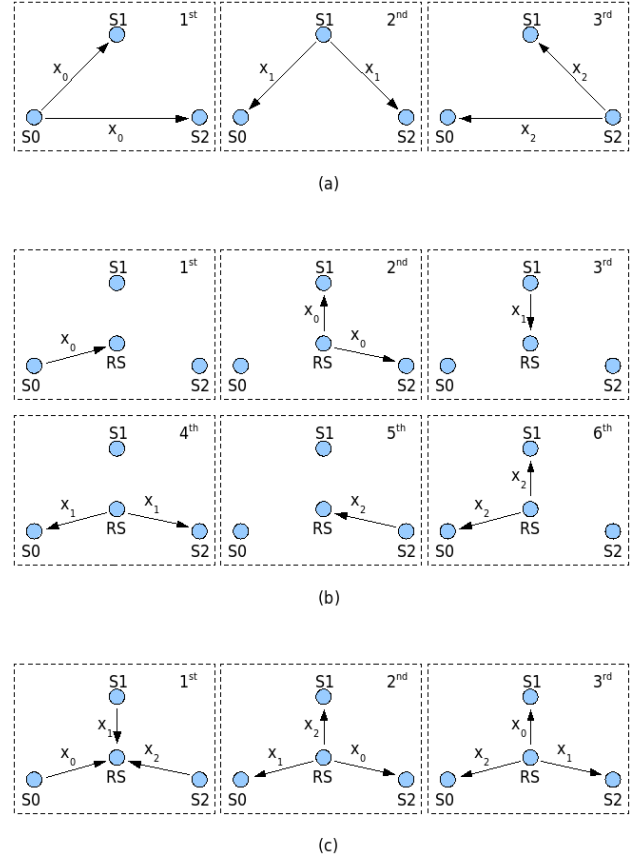 S1 1st S1 2nd S1 3rd
X0 X1 X1 X2
S0 X0 S2 S0 S2 S0 X2 S2
(a)
S1 1st S1 2nd S1 3rd
X0 X0 X0 X1
RS RS RS
S0 S2 S0 S2 S0 S2
S1 4th S1 5th S1 6th
X1 X1 X2 X2 X2
RS RS RS
S0 S2 S0 S2 S0 S2
(b)
S1 1st S1 2nd S1 3rd
X0 X1 X2 X1 X2 X0 X2 X0 X1
RS RS RS
S0 S2 S0 S2 S0 S2
(c)